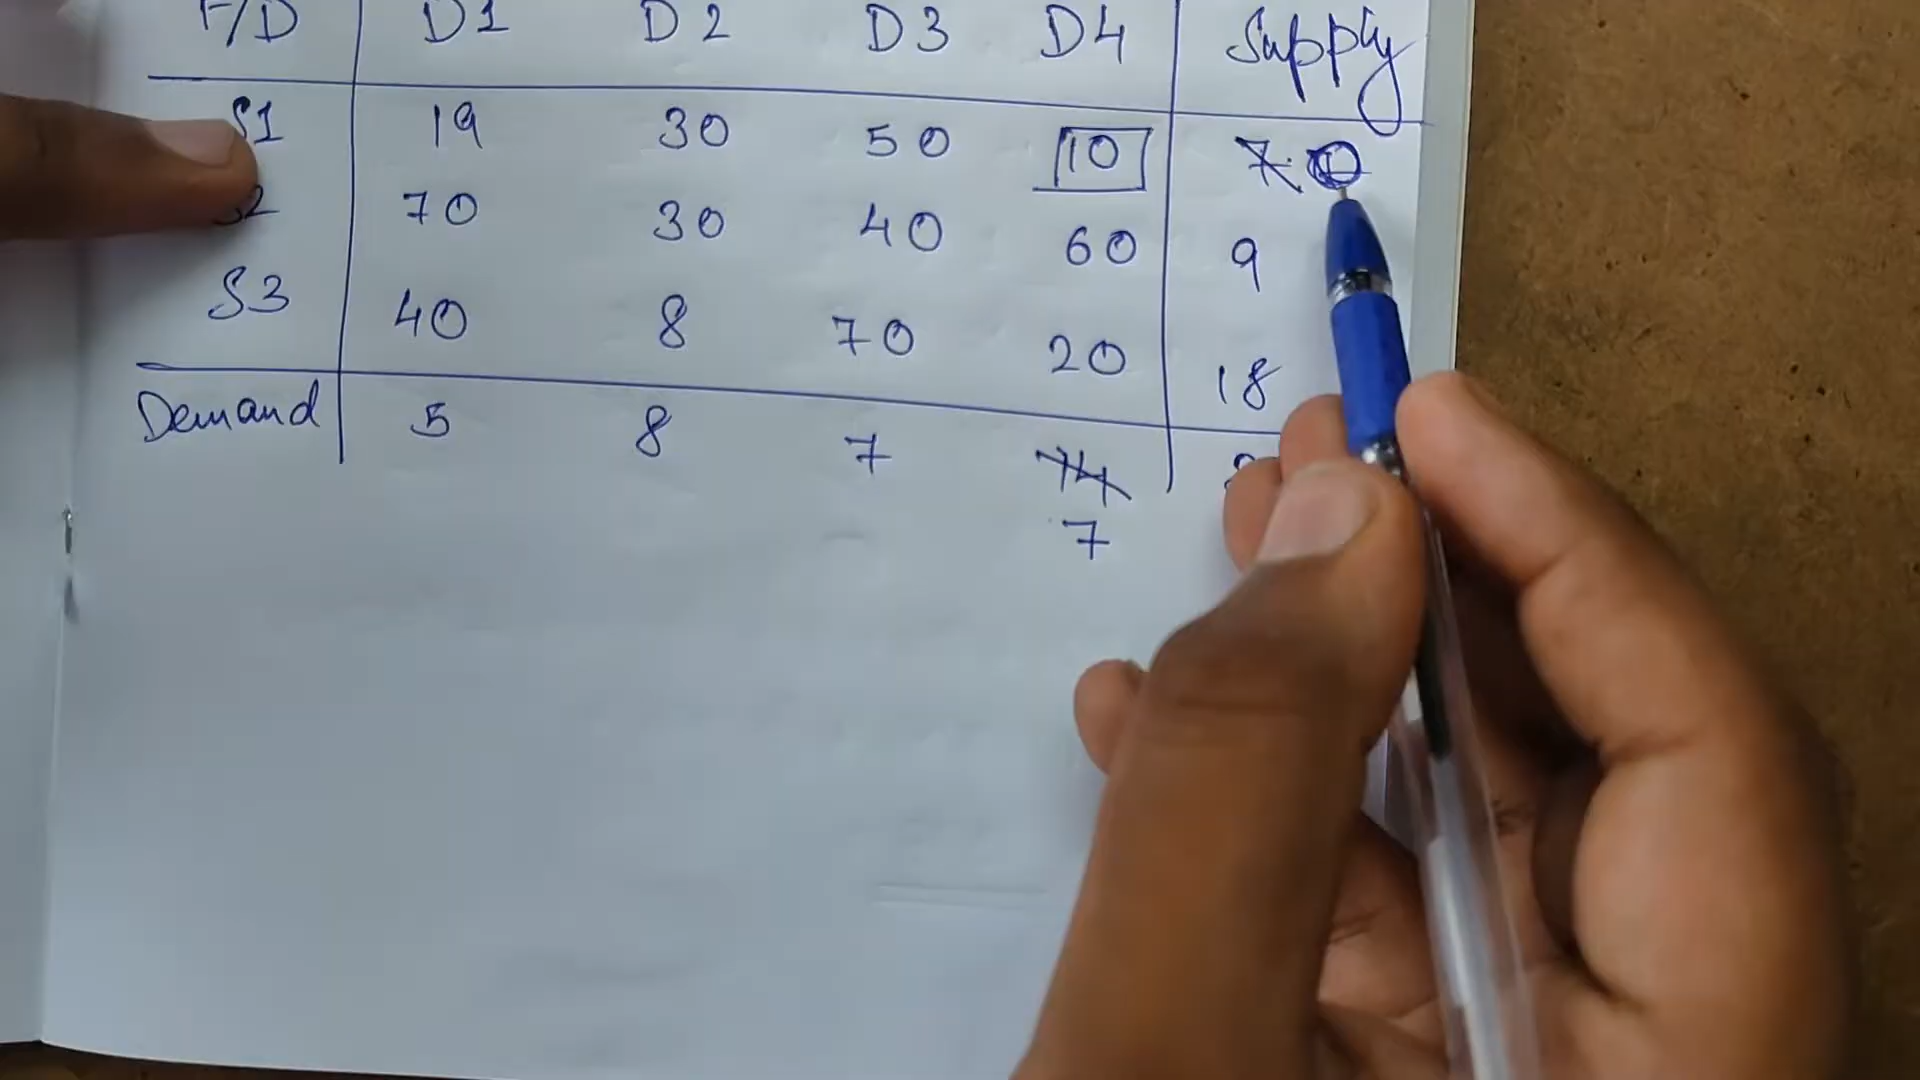 F/D D1 D2 D3 D4 Supply
S1 19 30 50 10 7 0
S2 70 30 40 60 9
S3 40 8 70 20 18
Demand 5 8 7 14
7